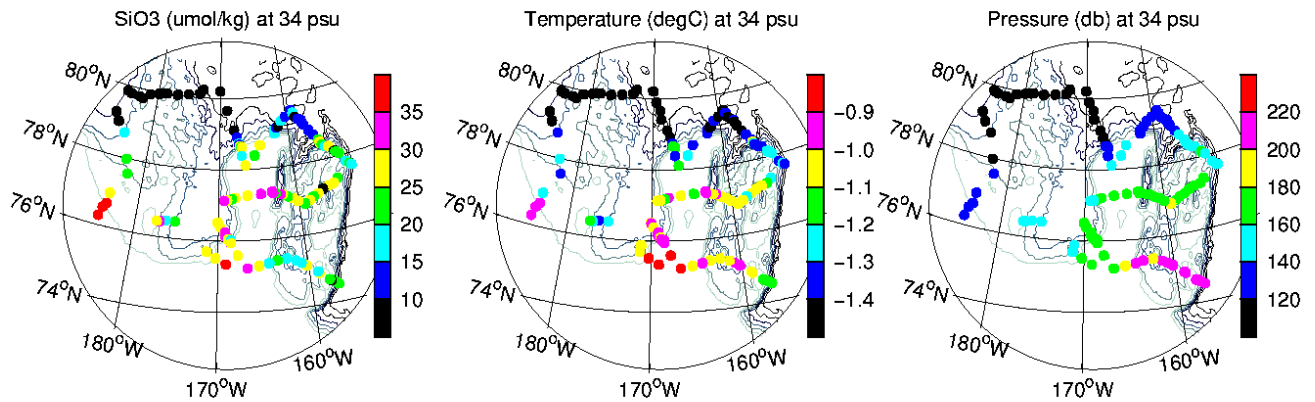 SiO3 (umol/kg) at 34 psu
80°N
78°N
76°N
74°N
180°W
170°W
160°W
35
30
25
20
15
10
Temperature (degC) at 34 psu
80°N
78°N
76°N
74°N
180°W
170°W
160°W
−0.9
−1.0
−1.1
−1.2
−1.3
−1.4
Pressure (db) at 34 psu
80°N
78°N
76°N
74°N
180°W
170°W
160°W
220
200
180
160
140
120